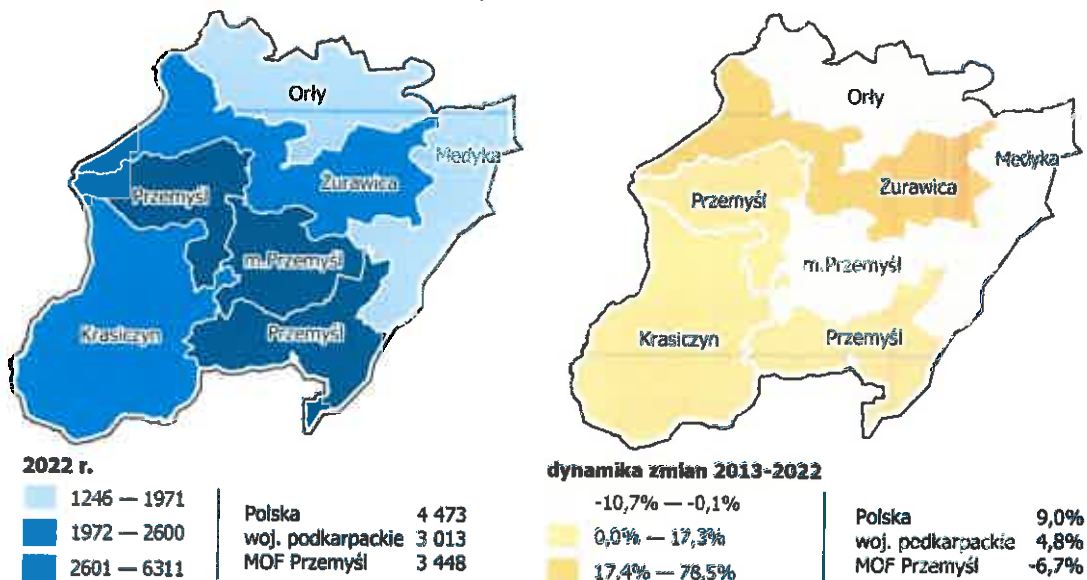 Orły
Medyka
Żurawica
Przemyśl
m.Przemyśl
Krasiczyn
Przemyśl
2022 r.
1246 — 1971
1972 — 2600
2601 — 6311
Polska 4 473
woj. podkarpackie 3 013
MOF Przemyśl 3 448
Orły
Medyka
Żurawica
Przemyśl
m.Przemyśl
Krasiczyn
Przemyśl
dynamika zmian 2013-2022
-10,7% — -0,1%
0,0% — 17,3%
17,4% — 78,5%
Polska 9,0%
woj. podkarpackie 4,8%
MOF Przemyśl -6,7%